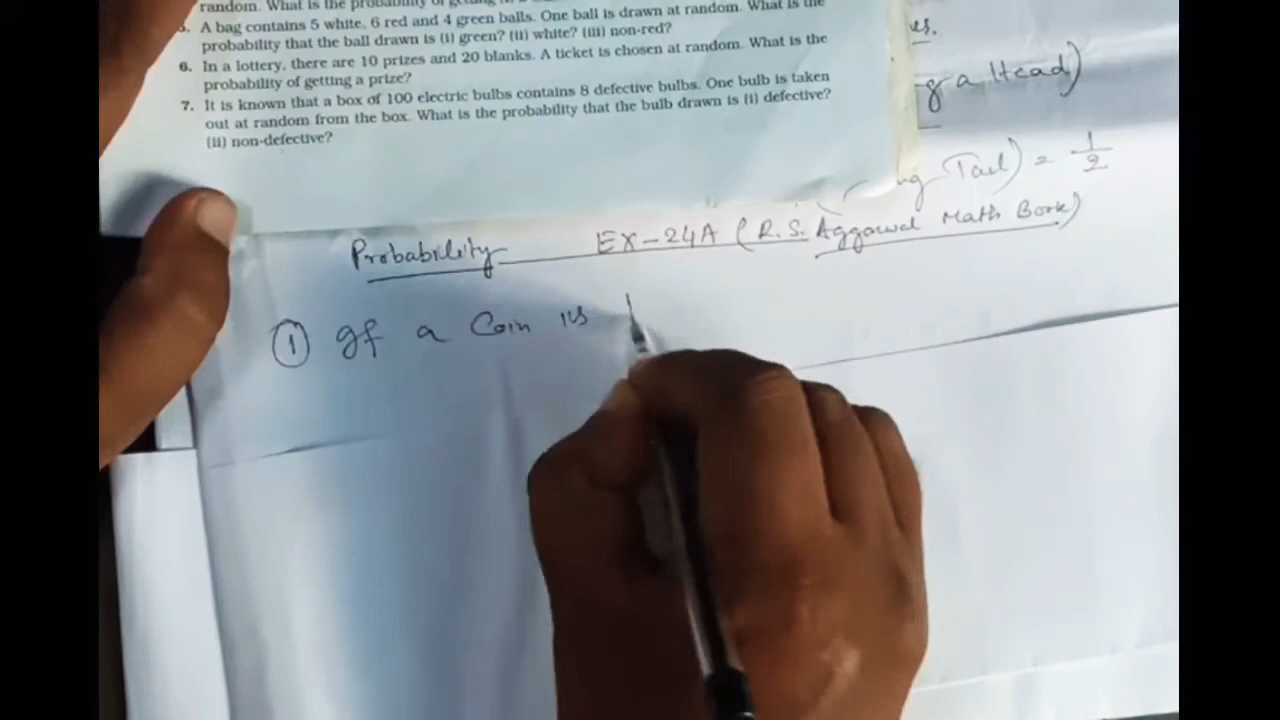 random. What is the probability of getting
5. A bag contains 5 white, 6 red and 4 green balls. One ball is drawn at random. What is the
probability that the ball drawn is (i) green? (ii) white? (iii) non-red?
6. In a lottery, there are 10 prizes and 20 blanks. A ticket is chosen at random. What is the
probability of getting a prize?
7. It is known that a box of 100 electric bulbs contains 8 defective bulbs. One bulb is taken
out at random from the box. What is the probability that the bulb drawn is (i) defective?
(ii) non-defective?
g a Head)
ng Tail) = 1/2
Probability EX-24A (R.S. Aggarwal Math Book)
① If a Coin is